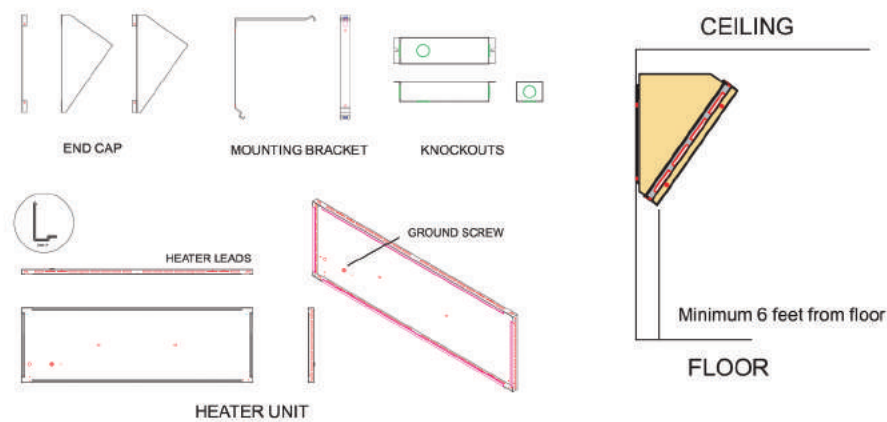 CEILING
END CAP
MOUNTING BRACKET
KNOCKOUTS
GROUND SCREW
HEATER LEADS
Minimum 6 feet from floor
FLOOR
HEATER UNIT